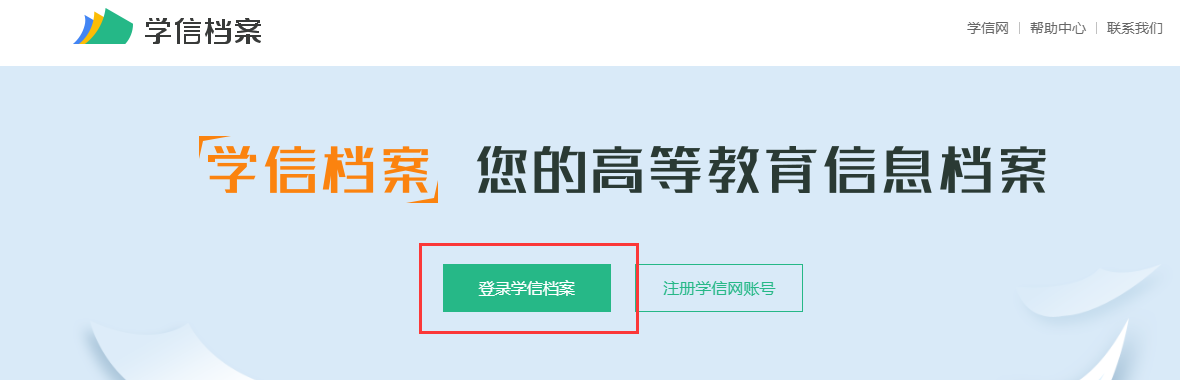 学信档案
学信网 | 帮助中心 | 联系我们
学信档案 您的高等教育信息档案
登录学信档案
注册学信网账号